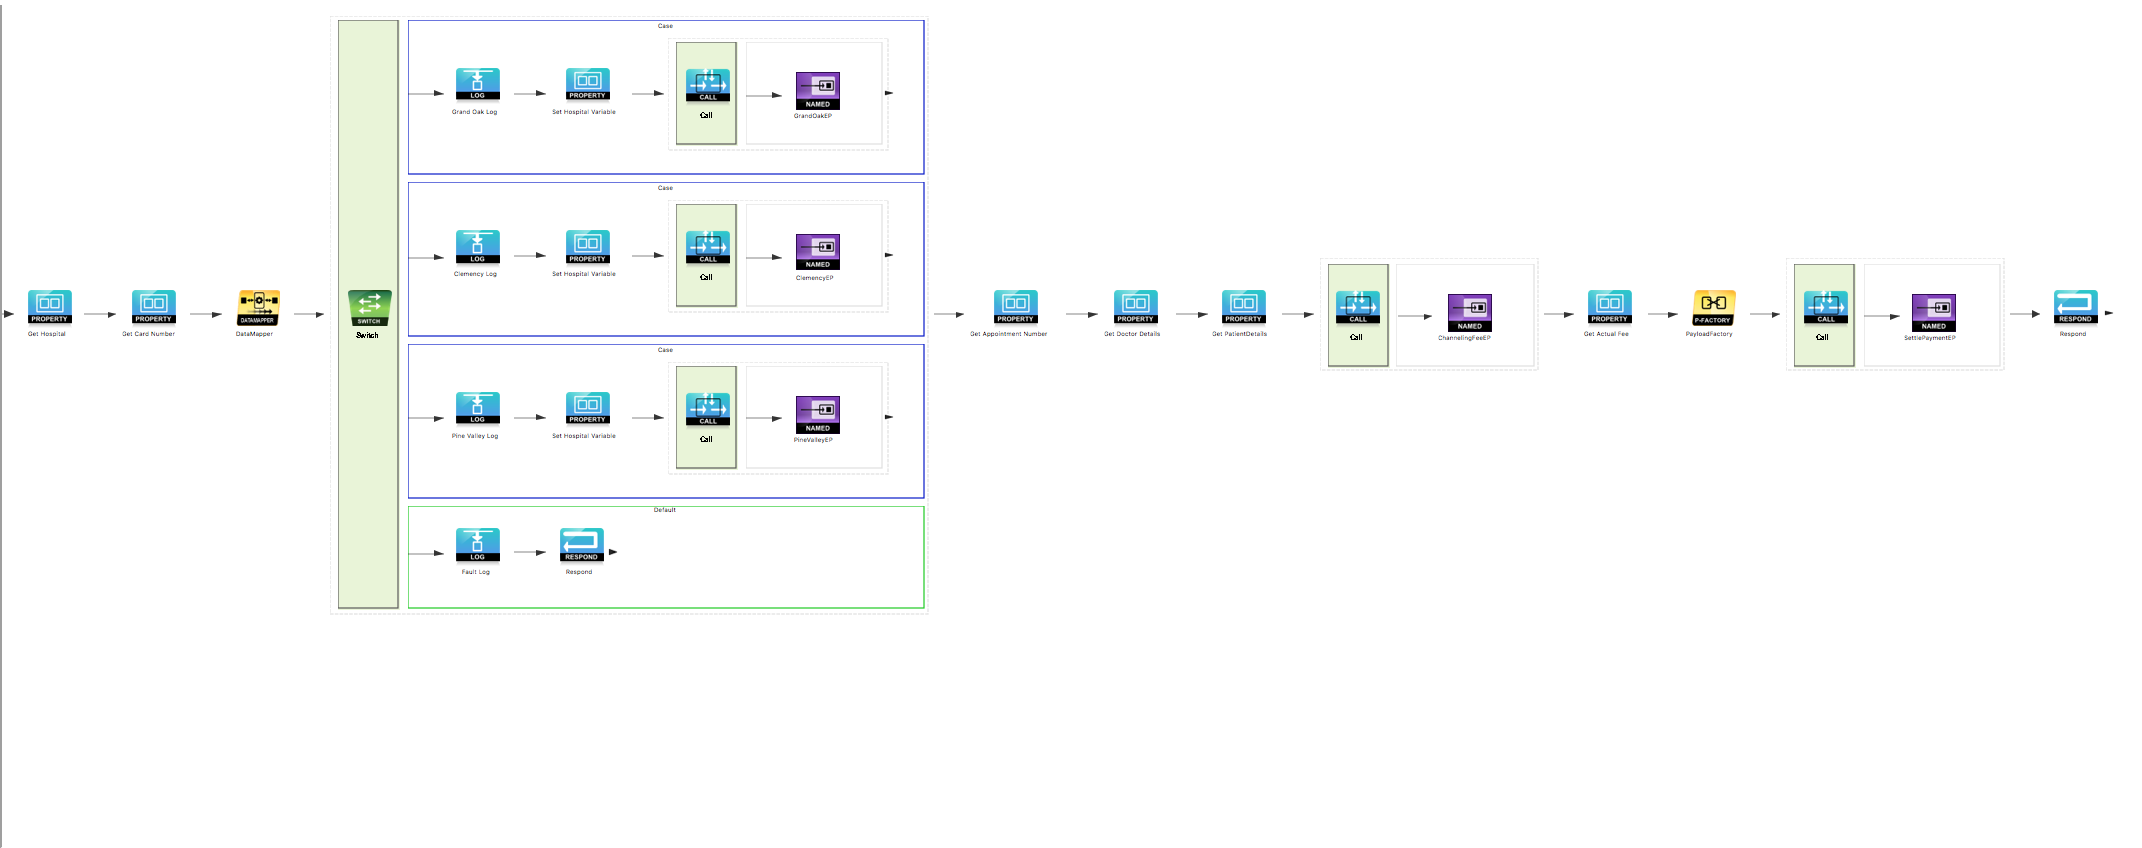 PROPERTY
Get Hospital
PROPERTY
Get Card Number
DATAMAPPER
DataMapper
SWITCH
Switch
Case
LOG
Grand Oak Log
PROPERTY
Set Hospital Variable
CALL
Call
NAMED
GrandOakEP
Case
LOG
Clemency Log
PROPERTY
Set Hospital Variable
CALL
Call
NAMED
ClemencyEP
Case
LOG
Pine Valley Log
PROPERTY
Set Hospital Variable
CALL
Call
NAMED
PineValleyEP
Default
LOG
Fault Log
RESPOND
Respond
PROPERTY
Get Appointment Number
PROPERTY
Get Doctor Details
PROPERTY
Get PatientDetails
CALL
Call
NAMED
ChannelingFeeEP
PROPERTY
Get Actual Fee
P-FACTORY
PayloadFactory
CALL
Call
NAMED
SettlePaymentEP
RESPOND
Respond